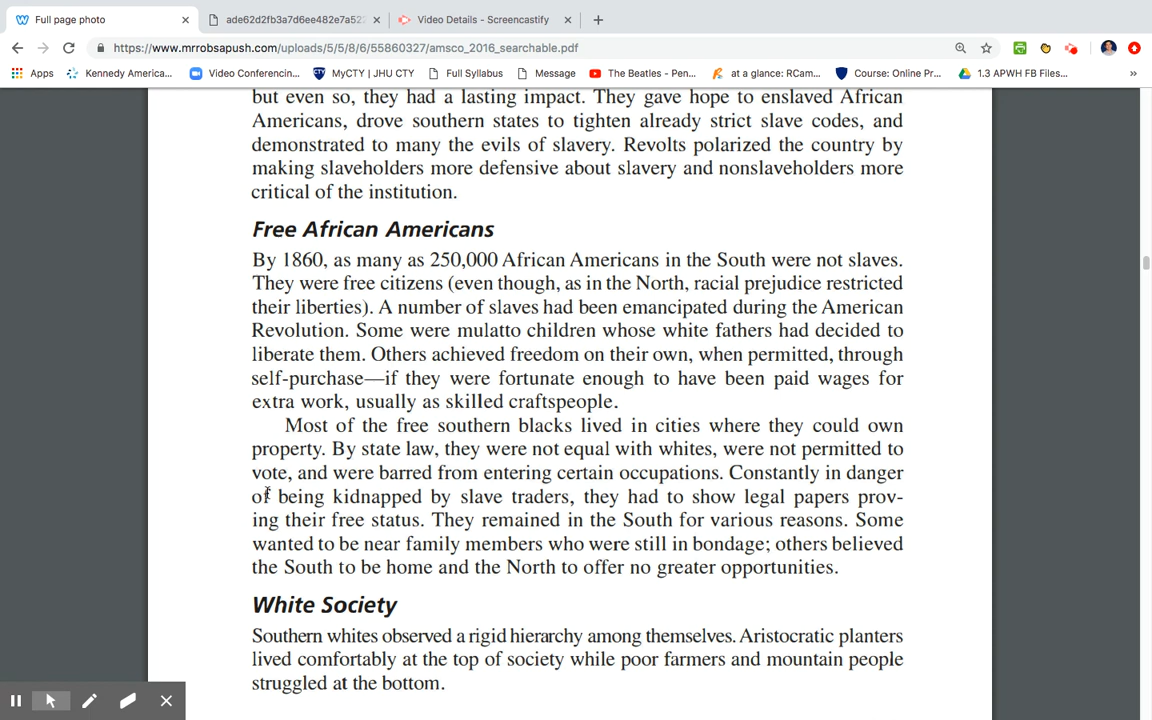 Full page photo
ade62d2fb3a7d6ee482e7a522
Video Details - Screencastify
https://www.mrrobsapush.com/uploads/5/5/8/6/55860327/amsco_2016_searchable.pdf
Apps
Kennedy America...
Video Conferencin...
MyCTY | JHU CTY
Full Syllabus
Message
The Beatles - Pen...
at a glance: RCam...
Course: Online Pr...
1.3 APWH FB Files...
but even so, they had a lasting impact. They gave hope to enslaved African
Americans, drove southern states to tighten already strict slave codes, and
demonstrated to many the evils of slavery. Revolts polarized the country by
making slaveholders more defensive about slavery and nonslaveholders more
critical of the institution.
Free African Americans
By 1860, as many as 250,000 African Americans in the South were not slaves.
They were free citizens (even though, as in the North, racial prejudice restricted
their liberties). A number of slaves had been emancipated during the American
Revolution. Some were mulatto children whose white fathers had decided to
liberate them. Others achieved freedom on their own, when permitted, through
self-purchase—if they were fortunate enough to have been paid wages for
extra work, usually as skilled craftspeople.
Most of the free southern blacks lived in cities where they could own
property. By state law, they were not equal with whites, were not permitted to
vote, and were barred from entering certain occupations. Constantly in danger
of being kidnapped by slave traders, they had to show legal papers prov-
ing their free status. They remained in the South for various reasons. Some
wanted to be near family members who were still in bondage; others believed
the South to be home and the North to offer no greater opportunities.
White Society
Southern whites observed a rigid hierarchy among themselves. Aristocratic planters
lived comfortably at the top of society while poor farmers and mountain people
struggled at the bottom.